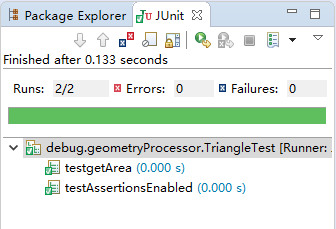 Package Explorer JUnit
Finished after 0.133 seconds
Runs: 2/2 Errors: 0 Failures: 0
debug.geometryProcessor.TriangleTest [Runner:
testgetArea (0.000 s)
testAssertionsEnabled (0.000 s)